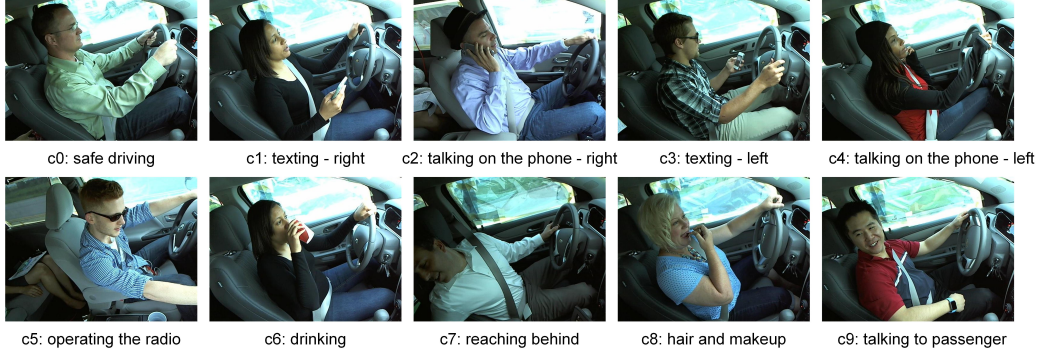 c0: safe driving
c1: texting - right
c2: talking on the phone - right
c3: texting - left
c4: talking on the phone - left
c5: operating the radio
c6: drinking
c7: reaching behind
c8: hair and makeup
c9: talking to passenger